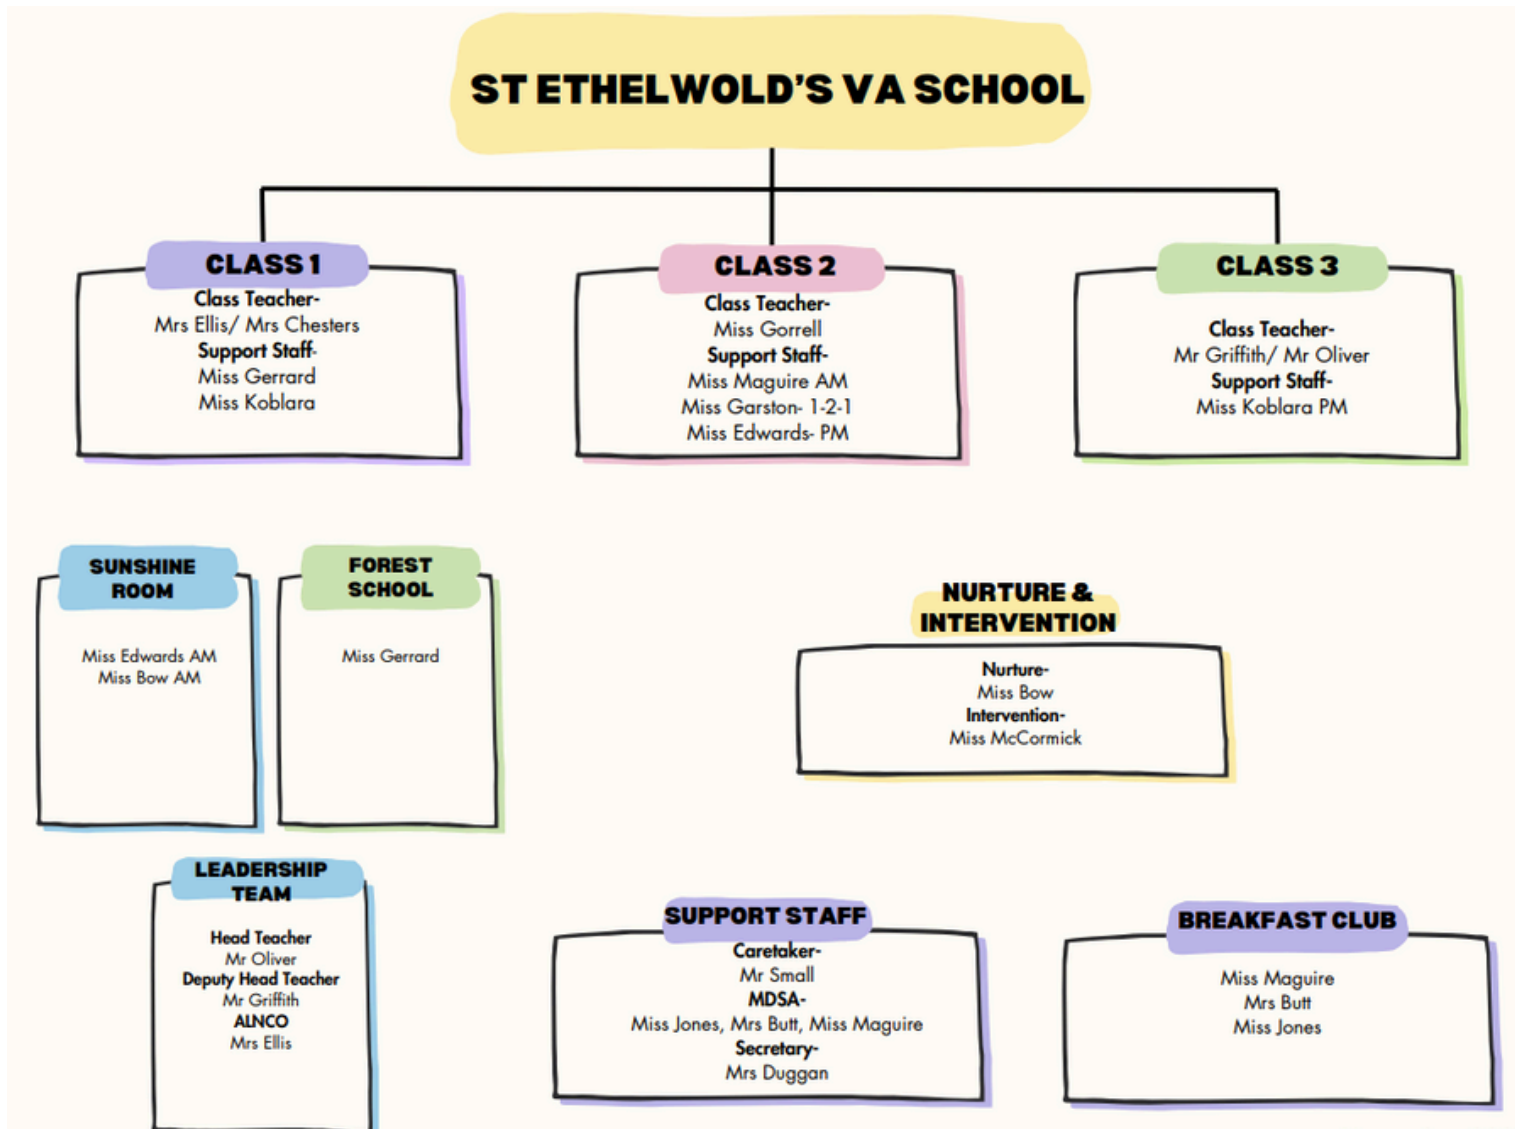 ST ETHELWOLD'S VA SCHOOL
CLASS 1
Class Teacher-
Mrs Ellis/ Mrs Chesters
Support Staff-
Miss Gerrard
Miss Koblara
CLASS 2
Class Teacher-
Miss Gorrell
Support Staff-
Miss Maguire AM
Miss Garston- 1-2-1
Miss Edwards- PM
CLASS 3
Class Teacher-
Mr Griffith/ Mr Oliver
Support Staff-
Miss Koblara PM
SUNSHINE
ROOM
Miss Edwards AM
Miss Bow AM
FOREST
SCHOOL
Miss Gerrard
NURTURE &
INTERVENTION
Nurture-
Miss Bow
Intervention-
Miss McCormick
LEADERSHIP
TEAM
Head Teacher
Mr Oliver
Deputy Head Teacher
Mr Griffith
ALNCO
Mrs Ellis
SUPPORT STAFF
Caretaker-
Mr Small
MDSA-
Miss Jones, Mrs Butt, Miss Maguire
Secretary-
Mrs Duggan
BREAKFAST CLUB
Miss Maguire
Mrs Butt
Miss Jones